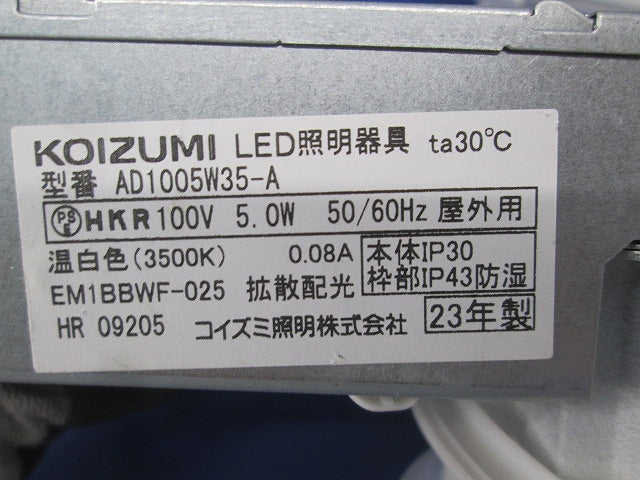 KOIZUMI LED照明器具 ta30℃
型番 AD1005W35-A
PS E HKR 100V 5.0W 50/60Hz 屋外用
温白色(3500K) 0.08A 本体IP30
枠部IP43防湿
EM1BBWF-025 拡散配光
HR 09205 コイズミ照明株式会社 23年製